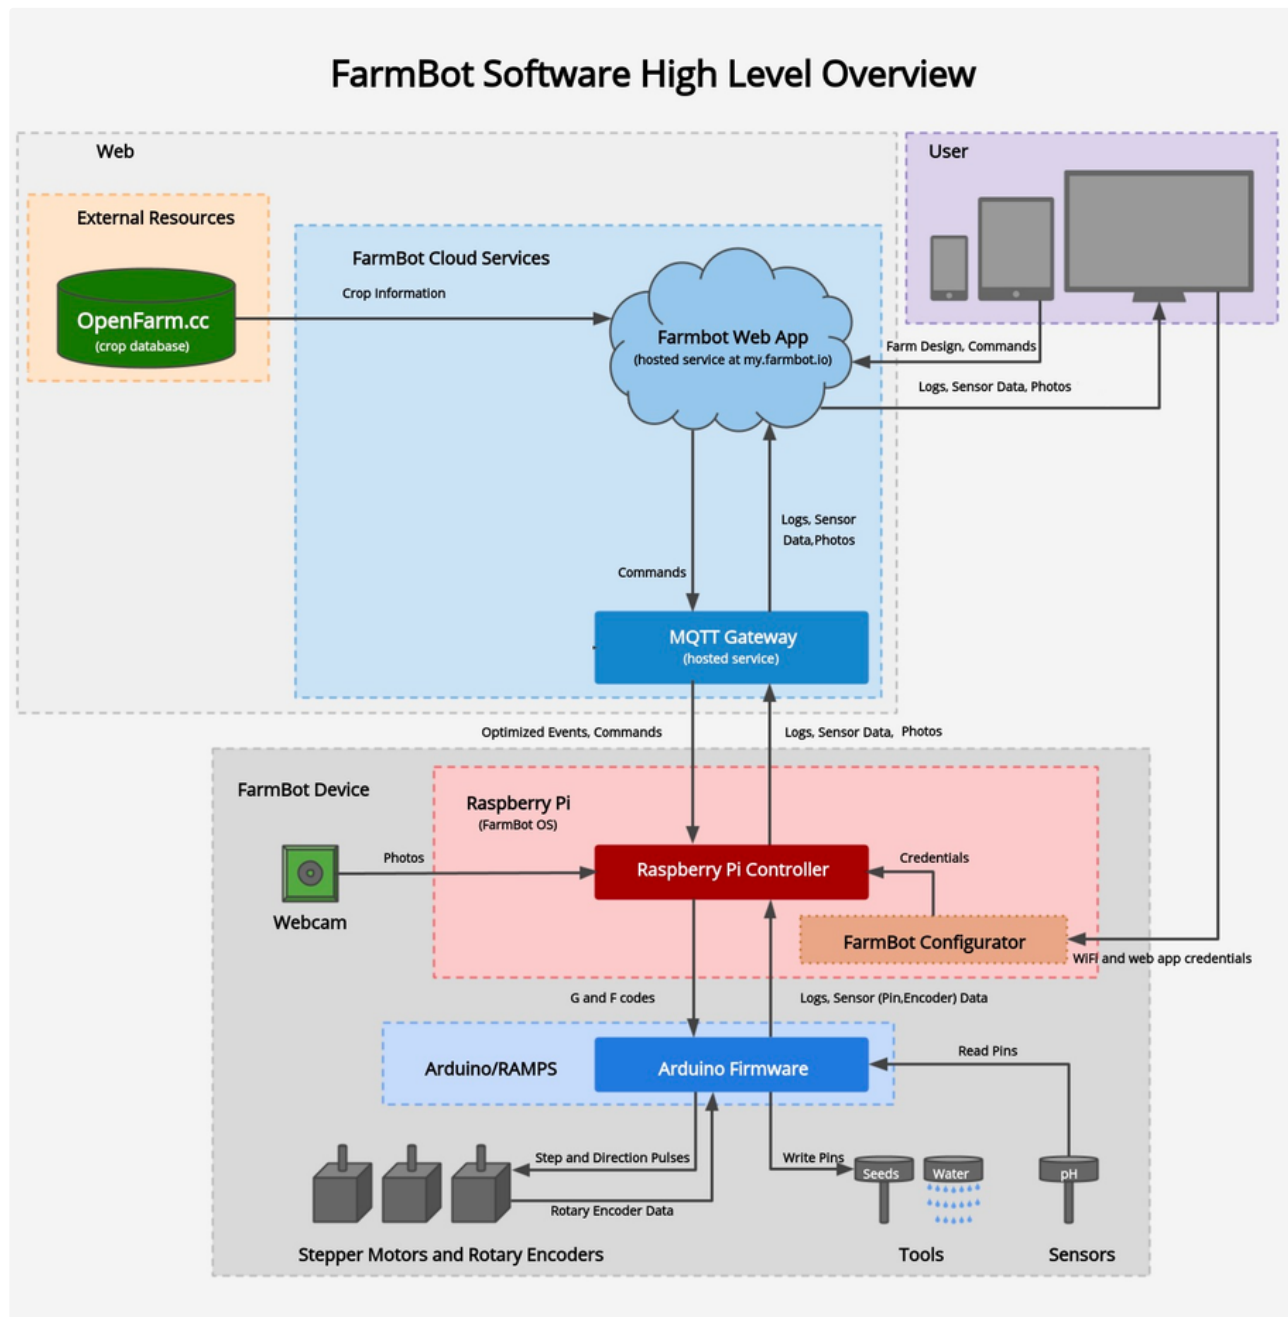 FarmBot Software High Level Overview
Web
User
External Resources
OpenFarm.cc
(crop database)
FarmBot Cloud Services
Crop Information
Farmbot Web App
(hosted service at my.farmbot.io)
Farm Design, Commands
Logs, Sensor Data, Photos
Logs, Sensor
Data,Photos
Commands
MQTT Gateway
(hosted service)
Optimized Events, Commands
Logs, Sensor Data, Photos
FarmBot Device
Raspberry Pi
(FarmBot OS)
Photos
Webcam
Raspberry Pi Controller
Credentials
FarmBot Configurator
WiFi and web app credentials
G and F codes
Logs, Sensor (Pin,Encoder) Data
Arduino/RAMPS
Arduino Firmware
Read Pins
Step and Direction Pulses
Write Pins
Seeds
Water
pH
Rotary Encoder Data
Stepper Motors and Rotary Encoders
Tools
Sensors